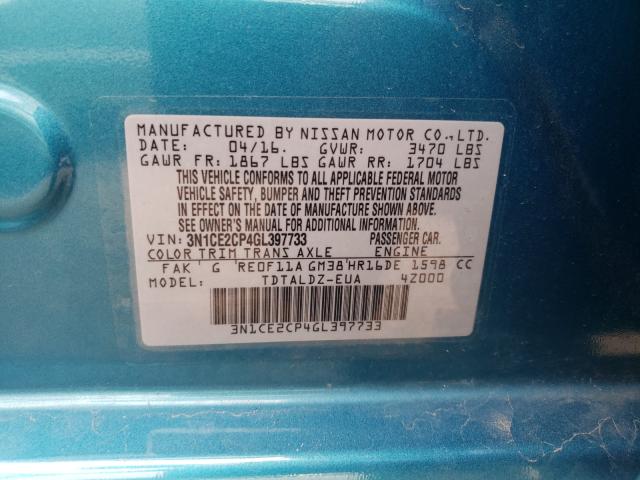 MANUFACTURED BY NISSAN MOTOR CO.,LTD.
DATE: 04/16. GVWR: 3470 LBS
GAWR FR: 1867 LBS GAWR RR: 1704 LBS
THIS VEHICLE CONFORMS TO ALL APPLICABLE FEDERAL MOTOR
VEHICLE SAFETY, BUMPER AND THEFT PREVENTION STANDARDS
IN EFFECT ON THE DATE OF MANUFACTURE SHOWN ABOVE.
SEE OWNER'S MANUAL FOR ADDITIONAL INFORMATION.
VIN: 3N1CE2CP4GL397733 PASSENGER CAR.
COLOR TRIM TRANS AXLE ENGINE
FAK' G 'RE0F11A GM38'HR16DE 1598 CC
MODEL: TDTALDZ-EUA 4Z000
3N1CE2CP4GL397733